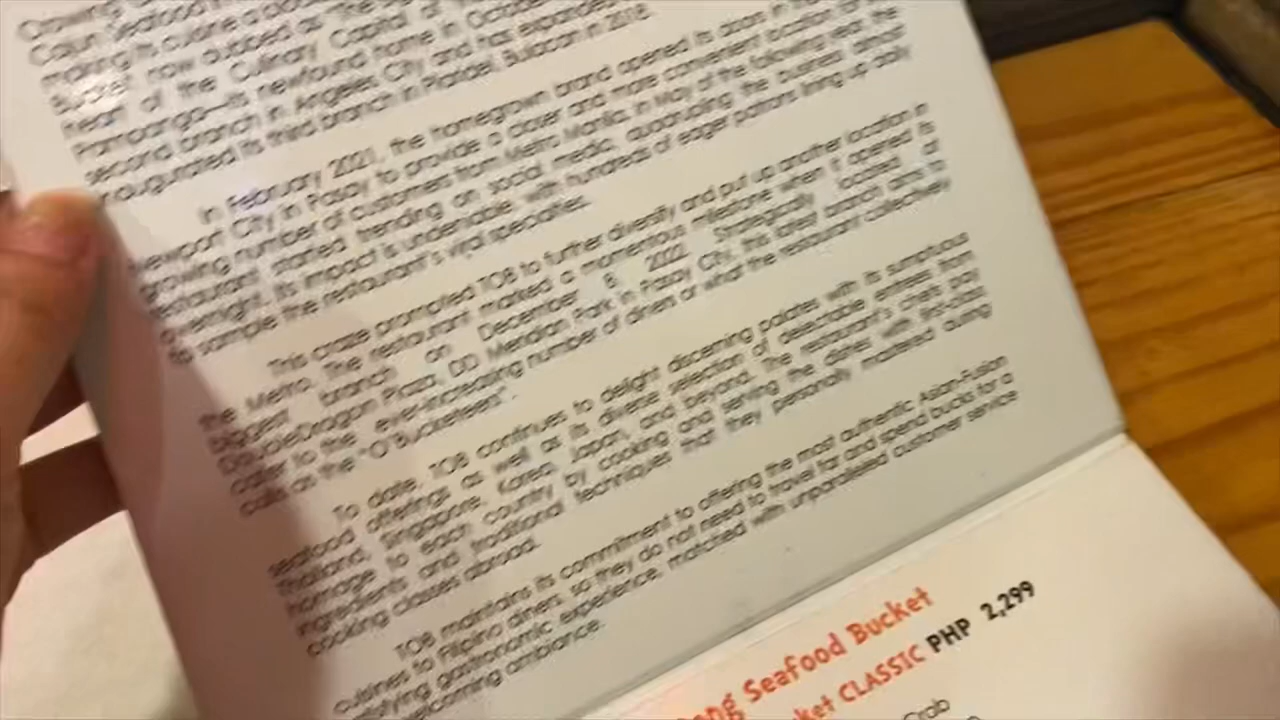 Cajun Seafood in
making its cuisine a
Bucket" now dubbed as "The
heart of the Culinary Capital of
Pampanga—its newfound home in October
second branch in Angeles City and has expanded
inaugurated its third branch in Plaridel Bulacan in 2018.
In February 2021, the homegrown brand opened its doors in
Newport City in Pasay to provide a closer and more convenient location for
growing number of customers from Metro Manila. In May of the following year, the
restaurant started trending on social media, quadrupling the business almost
overnight. Its impact is undeniable, with hundreds of eager patrons lining up daily
to sample the restaurant's viral specialties.
This craze prompted TOB to further diversify and put up another location in
the Metro. The restaurant marked a momentous milestone when it opened its
biggest branch on December 8, 2022. Strategically located at
DoubleDragon Plaza, DD Meridian Park in Pasay City, this latest branch aims to
cater to the ever-increasing number of diners or what the restaurant collectively
calls as the "O'Bucketeers".
To date, TOB continues to delight discerning palates with its sumptuous
seafood offerings as well as its diverse selection of delectable entrees from
Thailand, Singapore, Korea, Japan, and beyond. The restaurant's chefs pay
homage to each country by cooking and serving the dishes with first-class
ingredients and traditional techniques that they personally mastered during
cooking classes abroad.
TOB maintains its commitment to offering the most authentic Asian-Fusion
cuisines to Filipino diners, so they do not need to travel far and spend bucks for a
satisfying gastronomic experience, matched with unparalleled customer service
welcoming ambiance.
Seafood Bucket
CLASSIC PHP 2,299
Crab